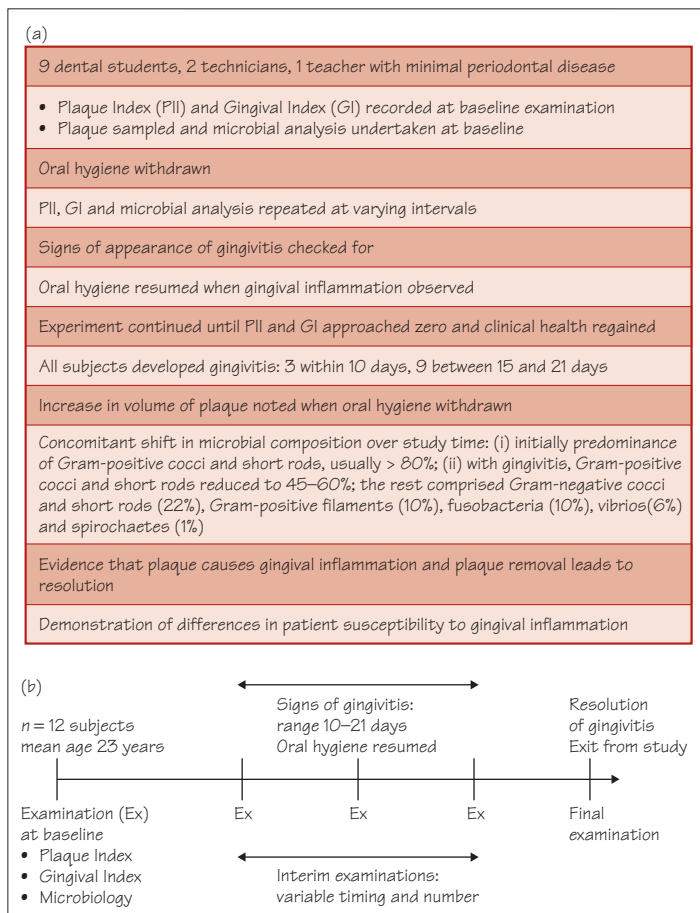 (a)
9 dental students, 2 technicians, 1 teacher with minimal periodontal disease
• Plaque Index (PlI) and Gingival Index (GI) recorded at baseline examination
• Plaque sampled and microbial analysis undertaken at baseline
Oral hygiene withdrawn
PlI, GI and microbial analysis repeated at varying intervals
Signs of appearance of gingivitis checked for
Oral hygiene resumed when gingival inflammation observed
Experiment continued until PlI and GI approached zero and clinical health regained
All subjects developed gingivitis: 3 within 10 days, 9 between 15 and 21 days
Increase in volume of plaque noted when oral hygiene withdrawn
Concomitant shift in microbial composition over study time: (i) initially predominance
of Gram-positive cocci and short rods, usually > 80%; (ii) with gingivitis, Gram-positive
cocci and short rods reduced to 45–60%; the rest comprised Gram-negative cocci
and short rods (22%), Gram-positive filaments (10%), fusobacteria (10%), vibrios(6%)
and spirochaetes (1%)
Evidence that plaque causes gingival inflammation and plaque removal leads to
resolution
Demonstration of differences in patient susceptibility to gingival inflammation
(b)
n = 12 subjects
mean age 23 years
Signs of gingivitis:
range 10–21 days
Oral hygiene resumed
Resolution
of gingivitis
Exit from study
Examination (Ex)
at baseline
• Plaque Index
• Gingival Index
• Microbiology
Ex
Ex
Ex
Final
examination
Interim examinations:
variable timing and number